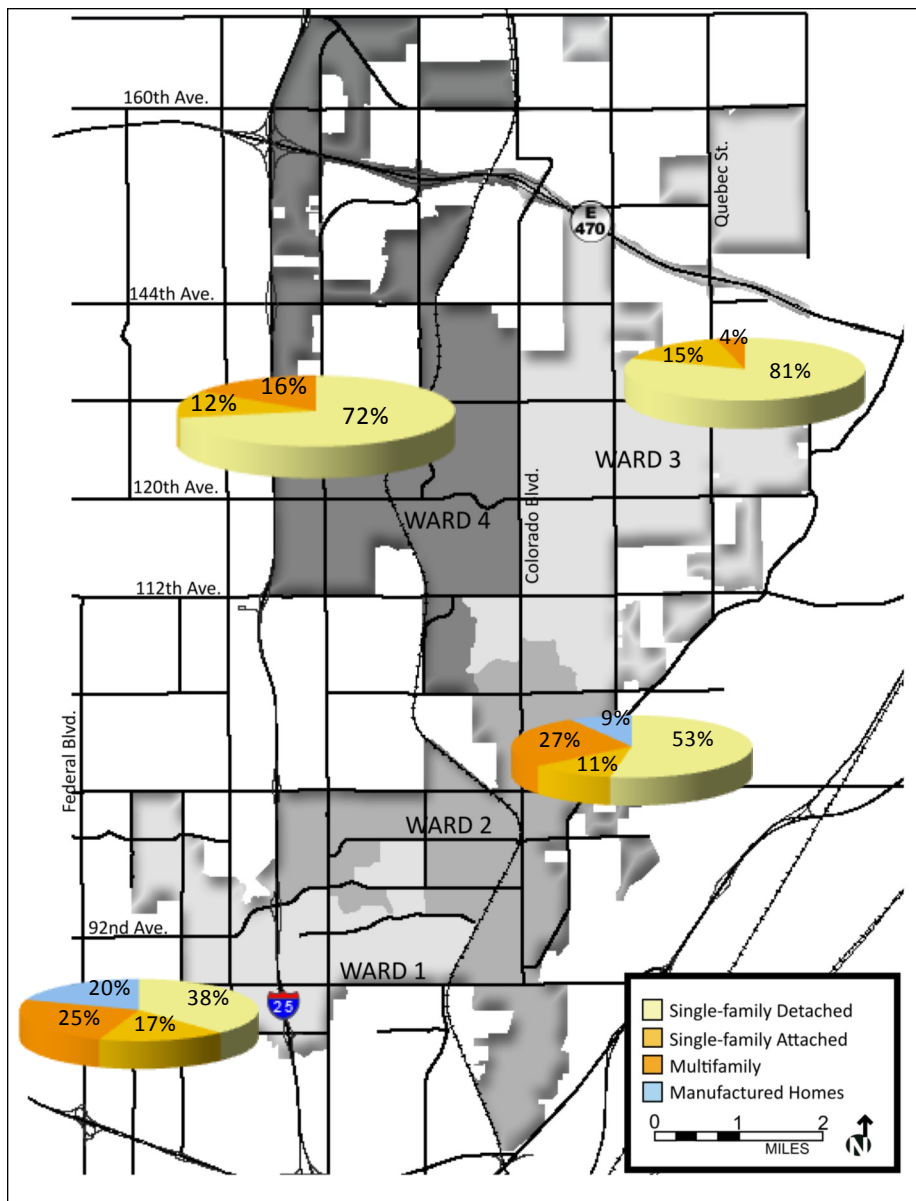 160th Ave.
Quebec St.
E
470
144th Ave.
4%
15%
81%
16%
12%
72%
WARD 3
120th Ave.
WARD 4
Colorado Blvd.
112th Ave.
9%
27%
53%
11%
Federal Blvd.
WARD 2
92nd Ave.
WARD 1
20%
38%
25%
17%
25
Single-family Detached
Single-family Attached
Multifamily
Manufactured Homes
0 1 2
MILES
N